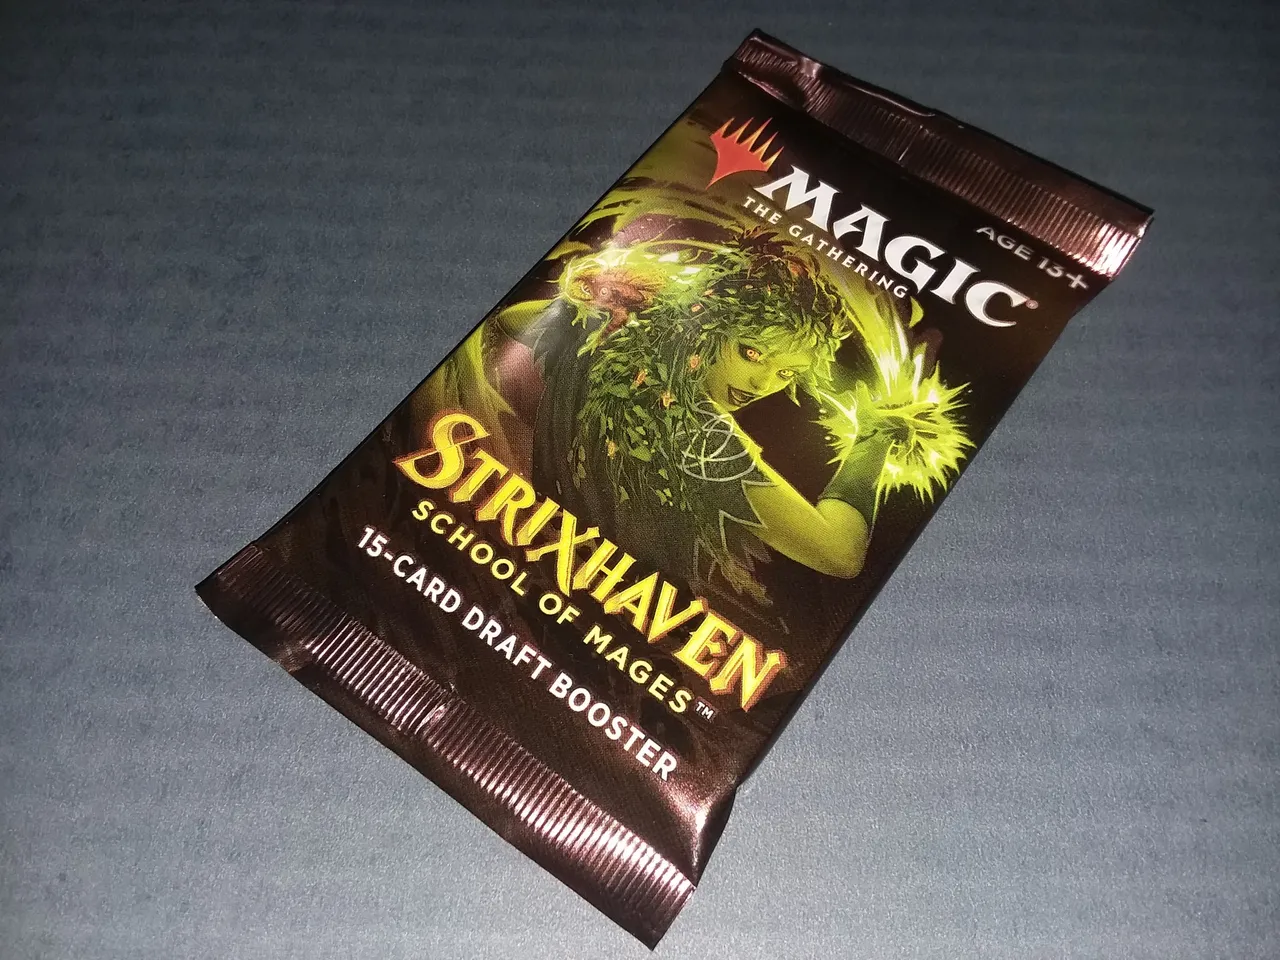 MAGIC®
THE GATHERING
AGE 13+
STRIXHAVEN
SCHOOL OF MAGES™
15-CARD DRAFT BOOSTER